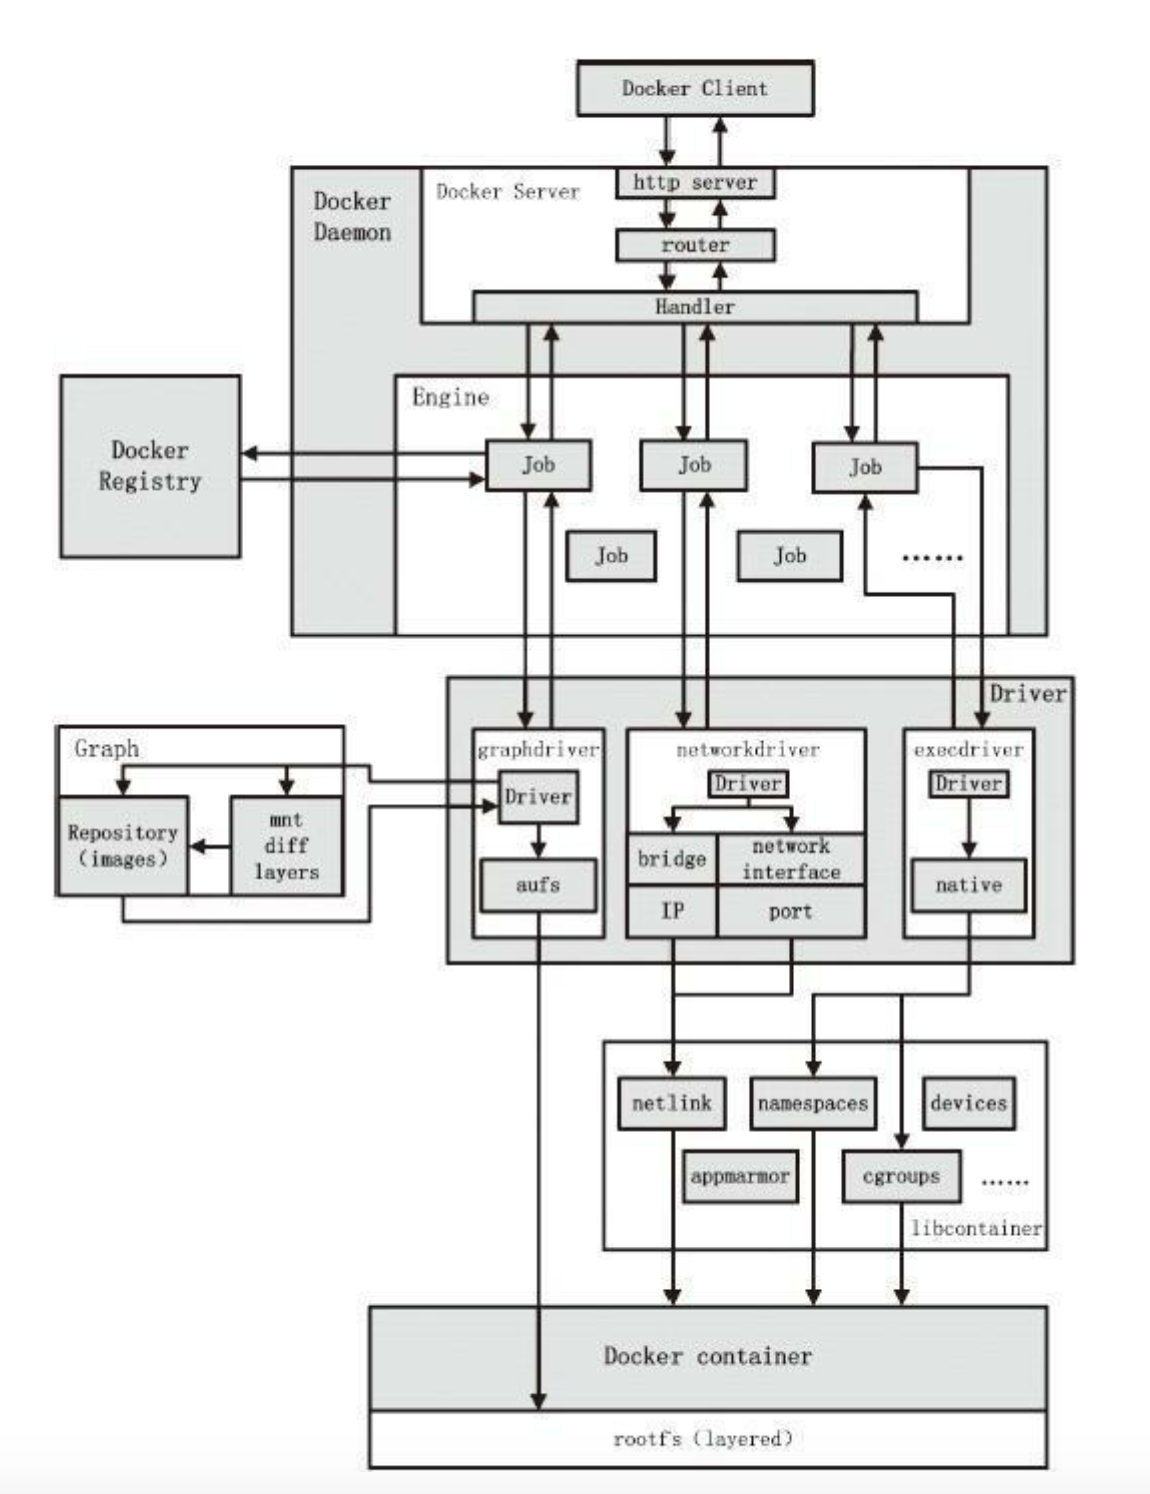 Docker Client
http server
Docker Server
Docker
Daemon
router
Handler
Engine
Docker
Registry
Job
Job
Job
Job
Job
......
Driver
Graph
graphdriver
networkdriver
execdriver
Driver
Driver
Driver
Repository
(images)
mnt
diff
layers
bridge
network
interface
aufs
native
IP
port
netlink
namespaces
devices
appmarmor
cgroups
......
libcontainer
Docker container
rootfs (layered)